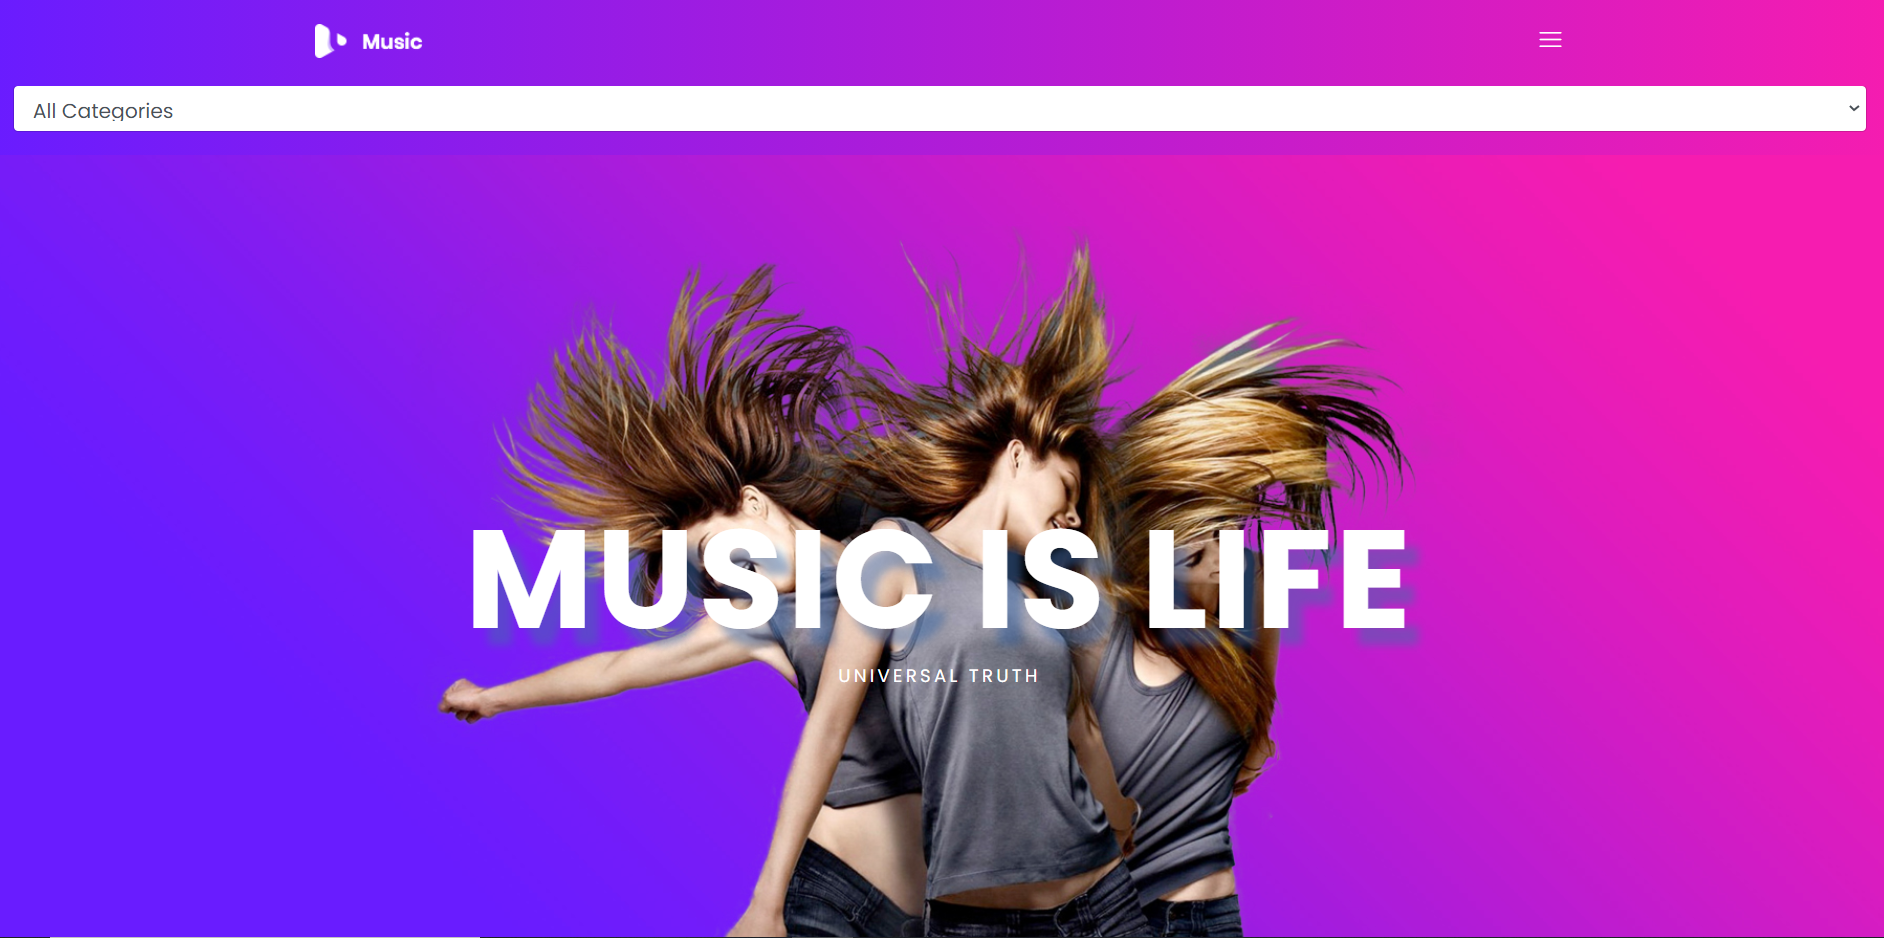 Music
All Categories
MUSIC IS LIFE
UNIVERSAL TRUTH